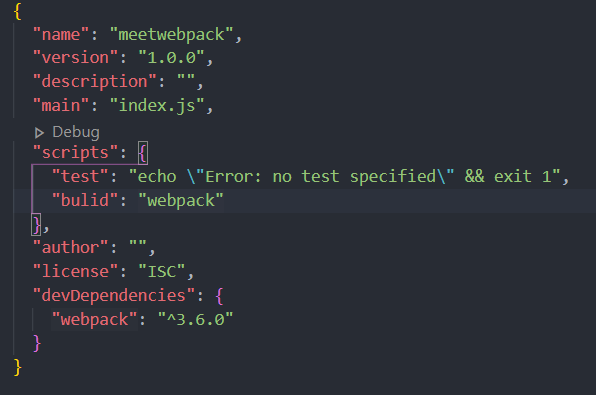 {
"name": "meetwebpack",
"version": "1.0.0",
"description": "",
"main": "index.js",
Debug
"scripts": {
"test": "echo \"Error: no test specified\" && exit 1",
"bulid": "webpack"
},
"author": "",
"license": "ISC",
"devDependencies": {
"webpack": "^3.6.0"
}
}